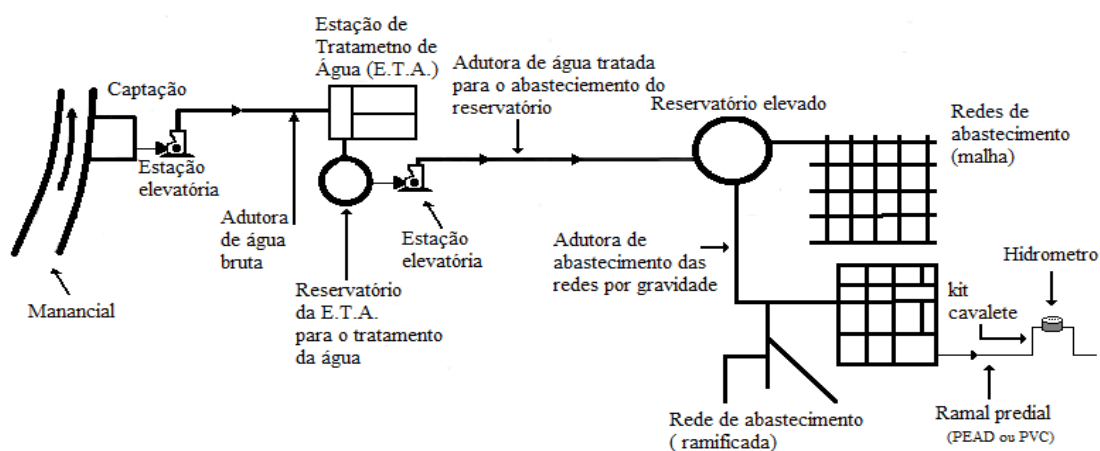 Estação de
Tratametno de
Água (E.T.A.)
Captação
Adutora de água tratada
para o abasteciemento do
reservatório
Reservatório elevado
Redes de
abastecimento
(malha)
Estação
elevatória
Adutora
de água
bruta
Estação
elevatória
Adutora de
abastecimento das
redes por gravidade
Hidrometro
kit
cavalete
Manancial
Reservatório
da E.T.A.
para o tratamento
da água
Rede de abastecimento
( ramificada)
Ramal predial
(PEAD ou PVC)